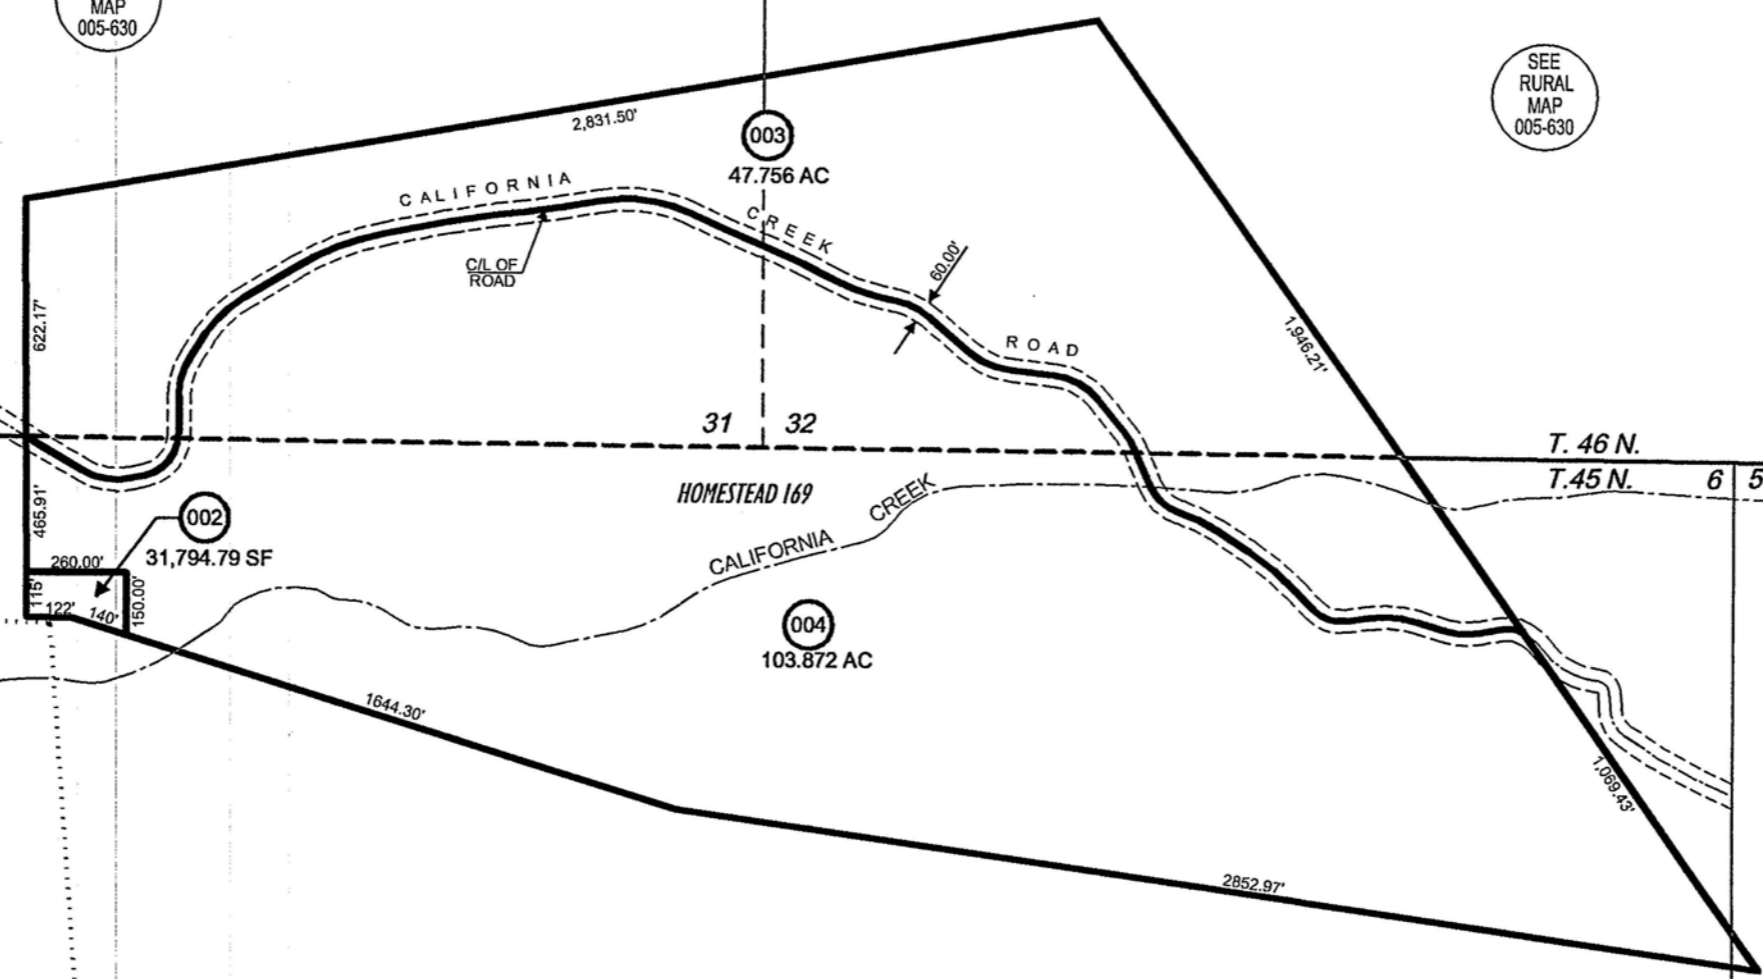 MAP
005-630
SEE
RURAL
MAP
005-630
2,831.50'
003
47.756 AC
CALIFORNIA
CREEK
ROAD
C/L OF
ROAD
60.00'
622.17'
1,946.21'
31 32
T. 46 N.
T.45 N. 6 5
HOMESTEAD 169
CALIFORNIA CREEK
465.91'
002
31,794.79 SF
260.00'
115'
122'
140'
150.00'
004
103.872 AC
1644.30'
1,069.43'
2852.97'